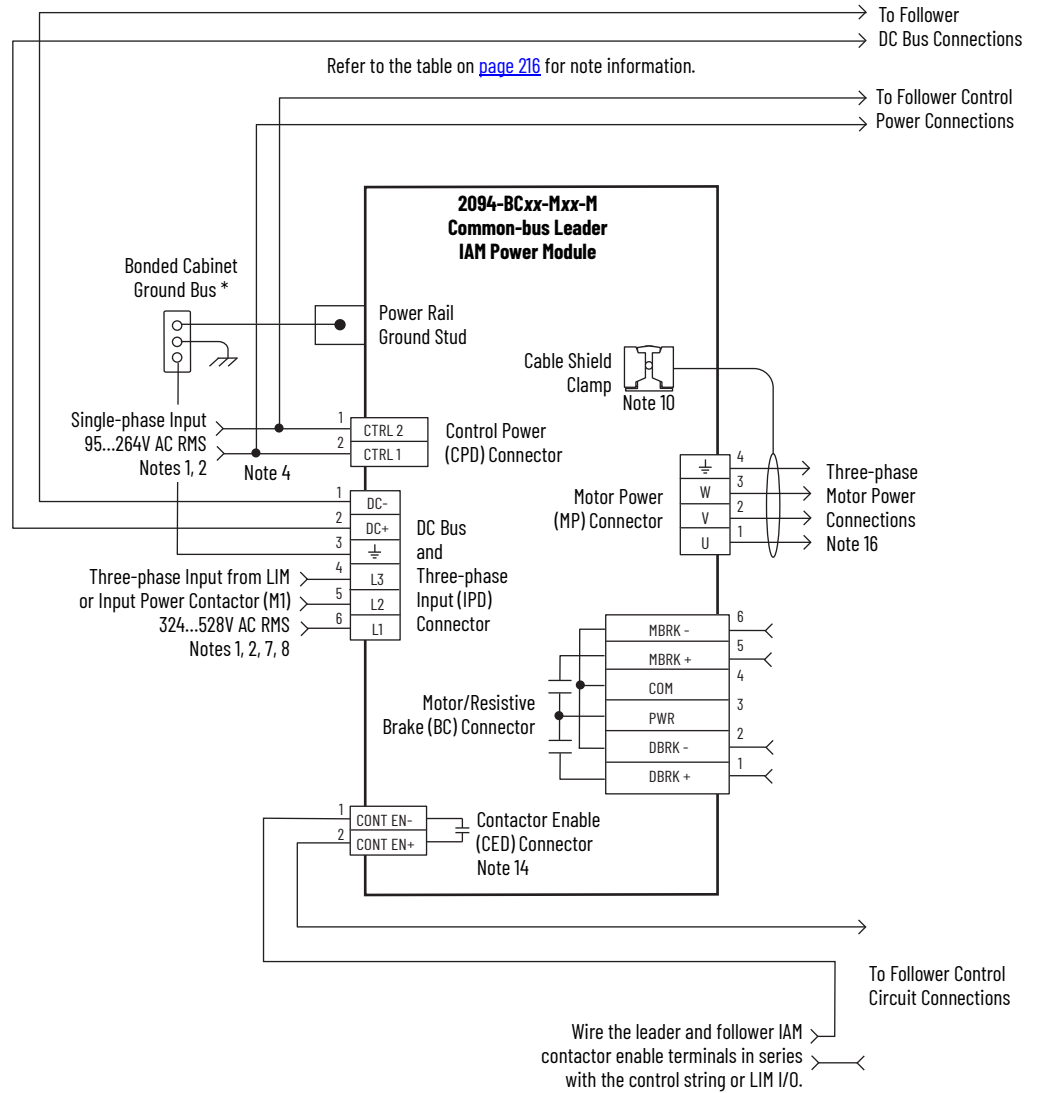 To Follower
DC Bus Connections
Refer to the table on page 216 for note information.
To Follower Control
Power Connections
2094-BCxx-Mxx-M
Common-bus Leader
IAM Power Module
Bonded Cabinet
Ground Bus *
Power Rail
Ground Stud
Cable Shield
Clamp
Note 10
Single-phase Input
95...264V AC RMS
Notes 1, 2
Note 4
1
CTRL 2
2
CTRL 1
Control Power
(CPD) Connector
1
DC-
2
DC+
3
4
L3
5
L2
6
L1
DC Bus
and
Three-phase
Input (IPD)
Connector
Three-phase Input from LIM
or Input Power Contactor (M1)
324...528V AC RMS
Notes 1, 2, 7, 8
Motor Power
(MP) Connector
4
W
3
V
2
U
1
Three-phase
Motor Power
Connections
Note 16
Motor/Resistive
Brake (BC) Connector
MBRK -
6
MBRK +
5
COM
4
PWR
3
DBRK -
2
DBRK +
1
1
CONT EN-
2
CONT EN+
Contactor Enable
(CED) Connector
Note 14
To Follower Control
Circuit Connections
Wire the leader and follower IAM
contactor enable terminals in series
with the control string or LIM I/O.